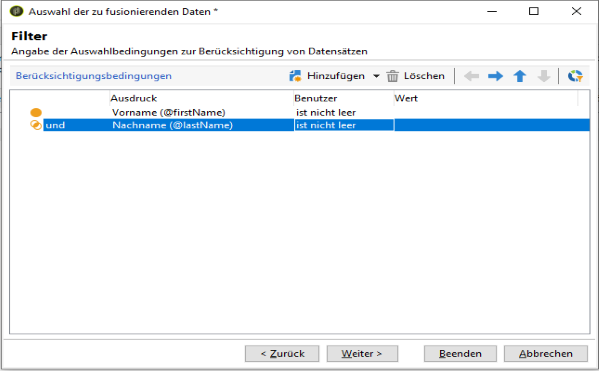 Auswahl der zu fusionierenden Daten *
Filter
Angabe der Auswahlbedingungen zur Berücksichtigung von Datensätzen
Berücksichtigungsbedingungen Hinzufügen Löschen
Ausdruck Benutzer Wert
Vorname (@firstName) ist nicht leer
und Nachname (@lastName) ist nicht leer
< Zurück Weiter > Beenden Abbrechen